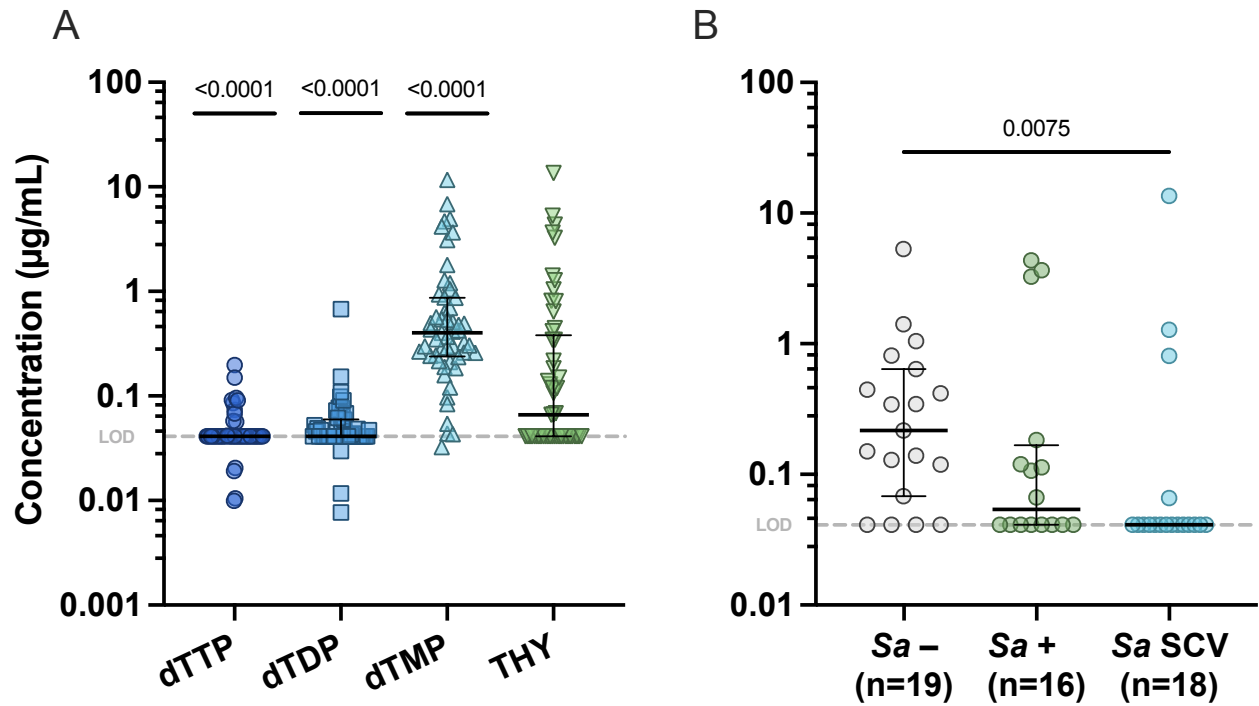 A
<0.0001 <0.0001 <0.0001
Concentration (µg/mL)
100
10
1
0.1
LOD
0.01
0.001
dTTP dTDP dTMP THY
B
0.0075
100
10
1
0.1
LOD
0.01
Sa – Sa + Sa SCV
(n=19) (n=16) (n=18)